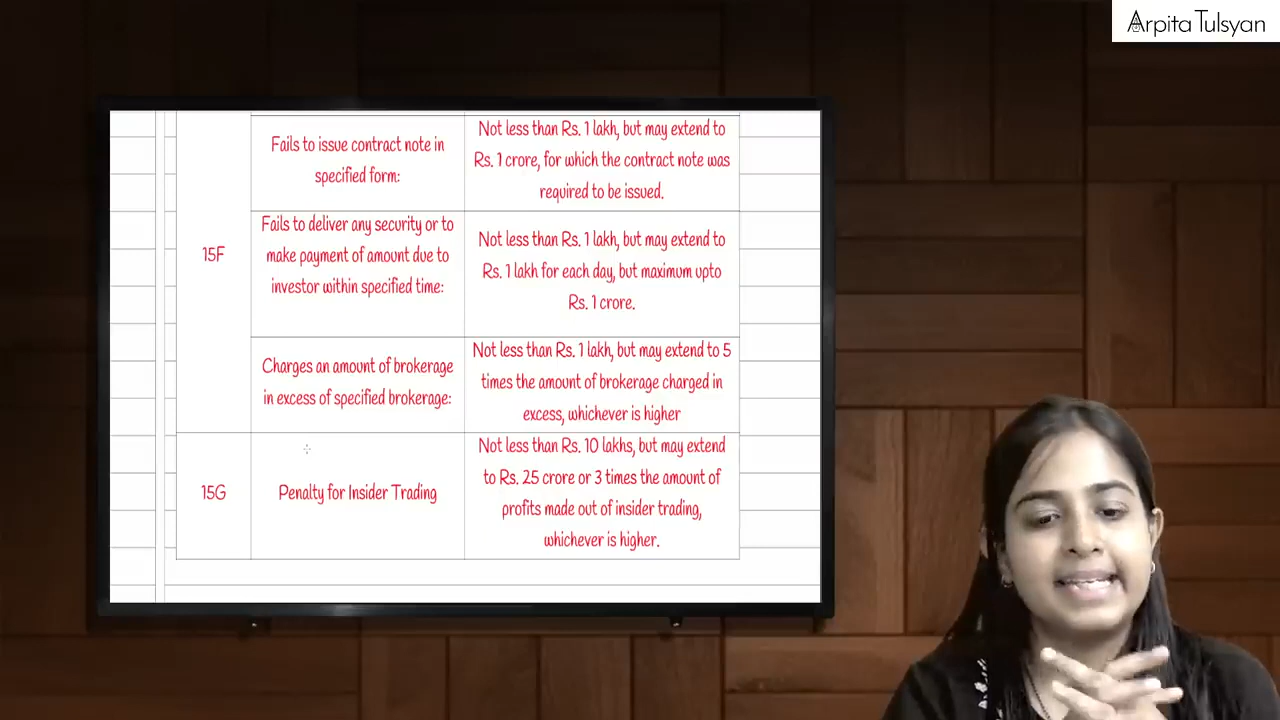 Arpita Tulsyan
15F
Fails to issue contract note in
specified form:
Not less than Rs. 1 lakh, but may extend to
Rs. 1 crore, for which the contract note was
required to be issued.
Fails to deliver any security or to
make payment of amount due to
investor within specified time:
Not less than Rs. 1 lakh, but may extend to
Rs. 1 lakh for each day, but maximum upto
Rs. 1 crore.
Charges an amount of brokerage
in excess of specified brokerage:
Not less than Rs. 1 lakh, but may extend to 5
times the amount of brokerage charged in
excess, whichever is higher
15G
Penalty for Insider Trading
Not less than Rs. 10 lakhs, but may extend
to Rs. 25 crore or 3 times the amount of
profits made out of insider trading,
whichever is higher.